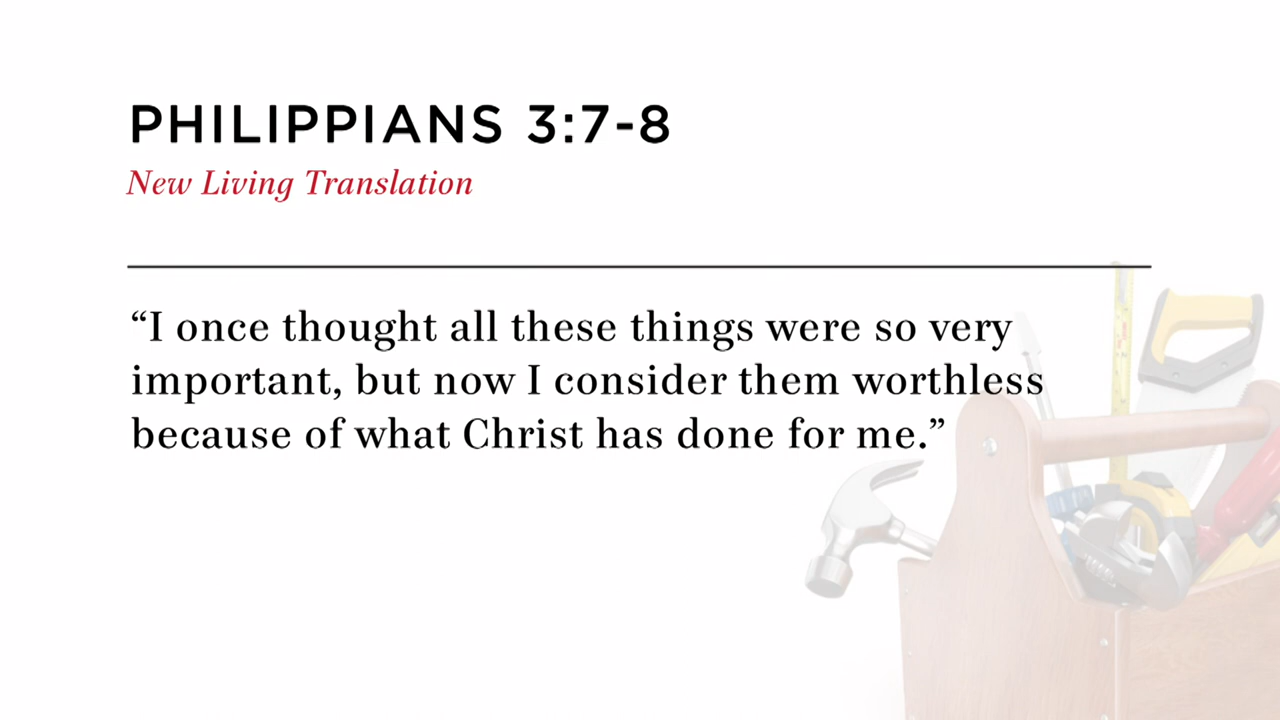 PHILIPPIANS 3:7-8
New Living Translation
“I once thought all these things were so very
important, but now I consider them worthless
because of what Christ has done for me.”